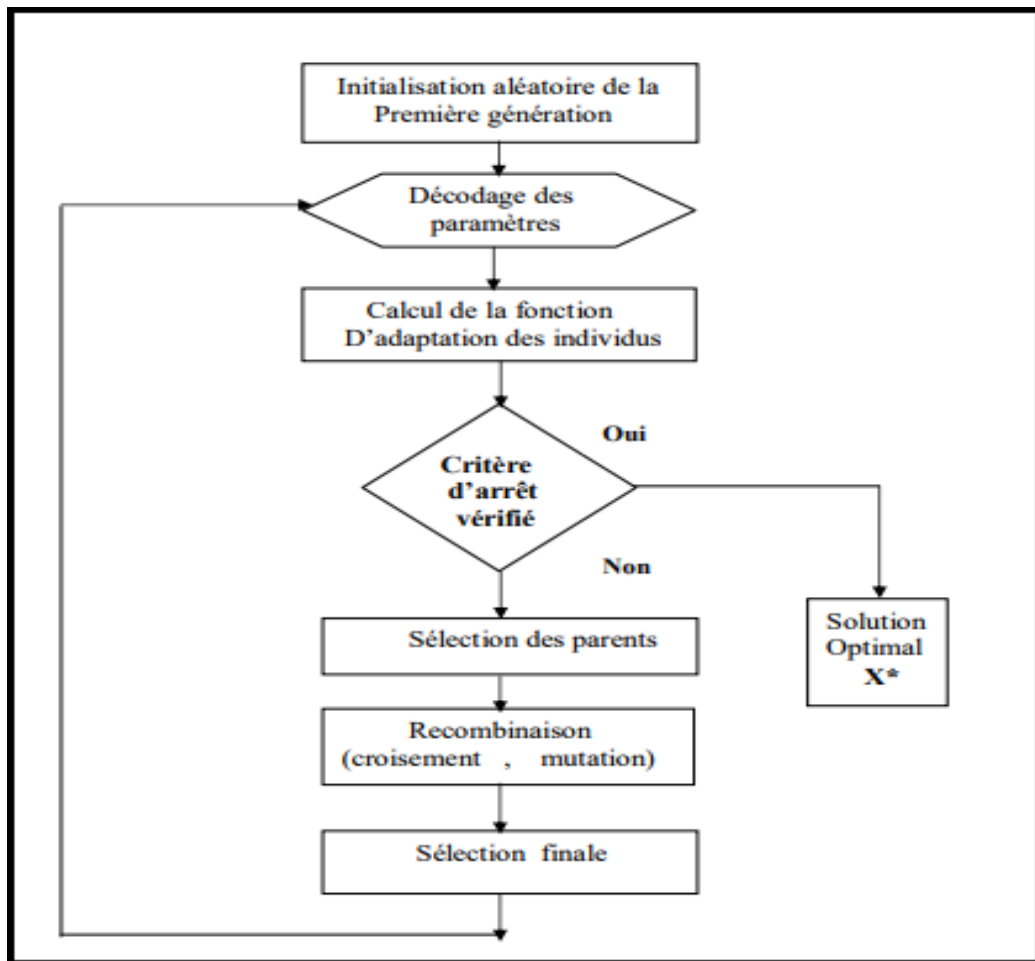 Initialisation aléatoire de la
Première génération
Décodage des
paramètres
Calcul de la fonction
D'adaptation des individus
Oui
Critère
d'arrêt
vérifié
Non
Sélection des parents
Solution
Optimal
X*
Recombinaison
(croisement , mutation)
Sélection finale